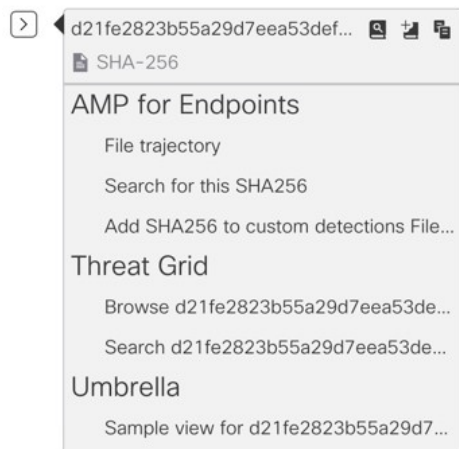 d21fe2823b55a29d7eea53def...
SHA-256
AMP for Endpoints
File trajectory
Search for this SHA256
Add SHA256 to custom detections File...
Threat Grid
Browse d21fe2823b55a29d7eea53de...
Search d21fe2823b55a29d7eea53de...
Umbrella
Sample view for d21fe2823b55a29d7...